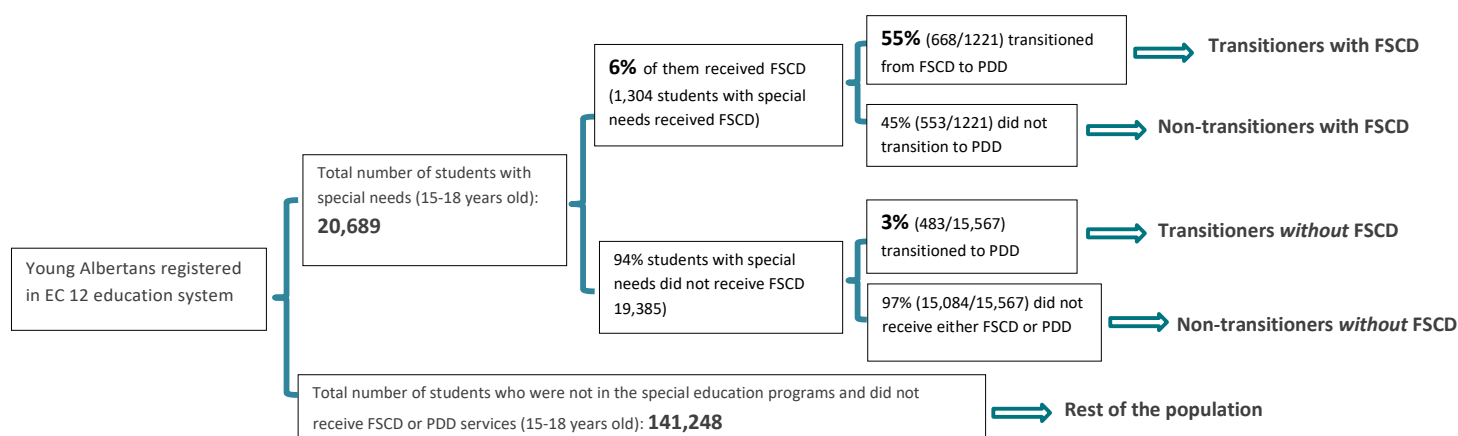 Young Albertans registered
in EC 12 education system
Total number of students with
special needs (15-18 years old):
20,689
6% of them received FSCD
(1,304 students with special
needs received FSCD)
55% (668/1221) transitioned
from FSCD to PDD
Transitioners with FSCD
45% (553/1221) did not
transition to PDD
Non-transitioners with FSCD
94% students with special
needs did not receive FSCD
19,385)
3% (483/15,567)
transitioned to PDD
Transitioners without FSCD
97% (15,084/15,567) did not
receive either FSCD or PDD
Non-transitioners without FSCD
Total number of students who were not in the special education programs and did not
receive FSCD or PDD services (15-18 years old): 141,248
Rest of the population